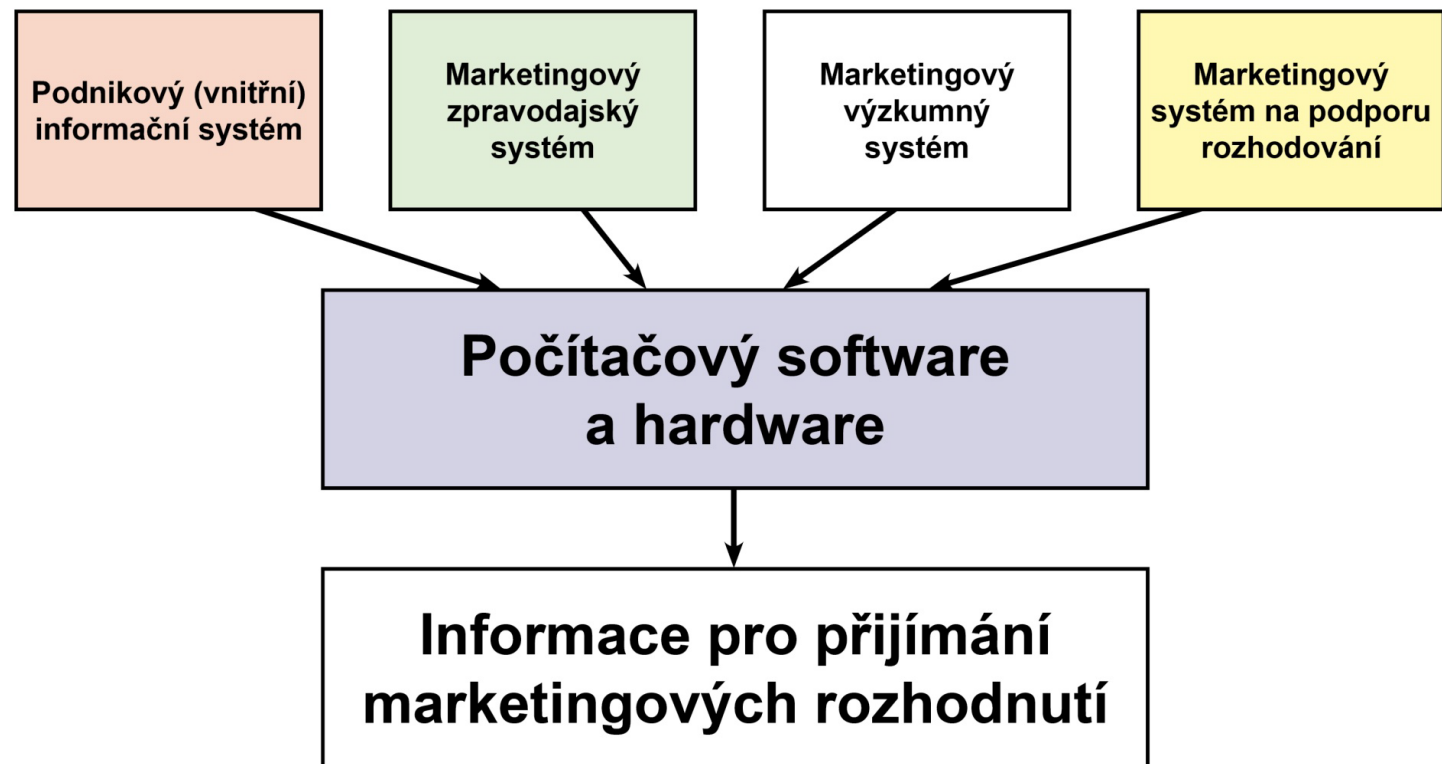 Podnikový (vnitřní)
informační systém
Marketingový
zpravodajský
systém
Marketingový
výzkumný
systém
Marketingový
systém na podporu
rozhodování
Počítačový software
a hardware
Informace pro přijímání
marketingových rozhodnutí